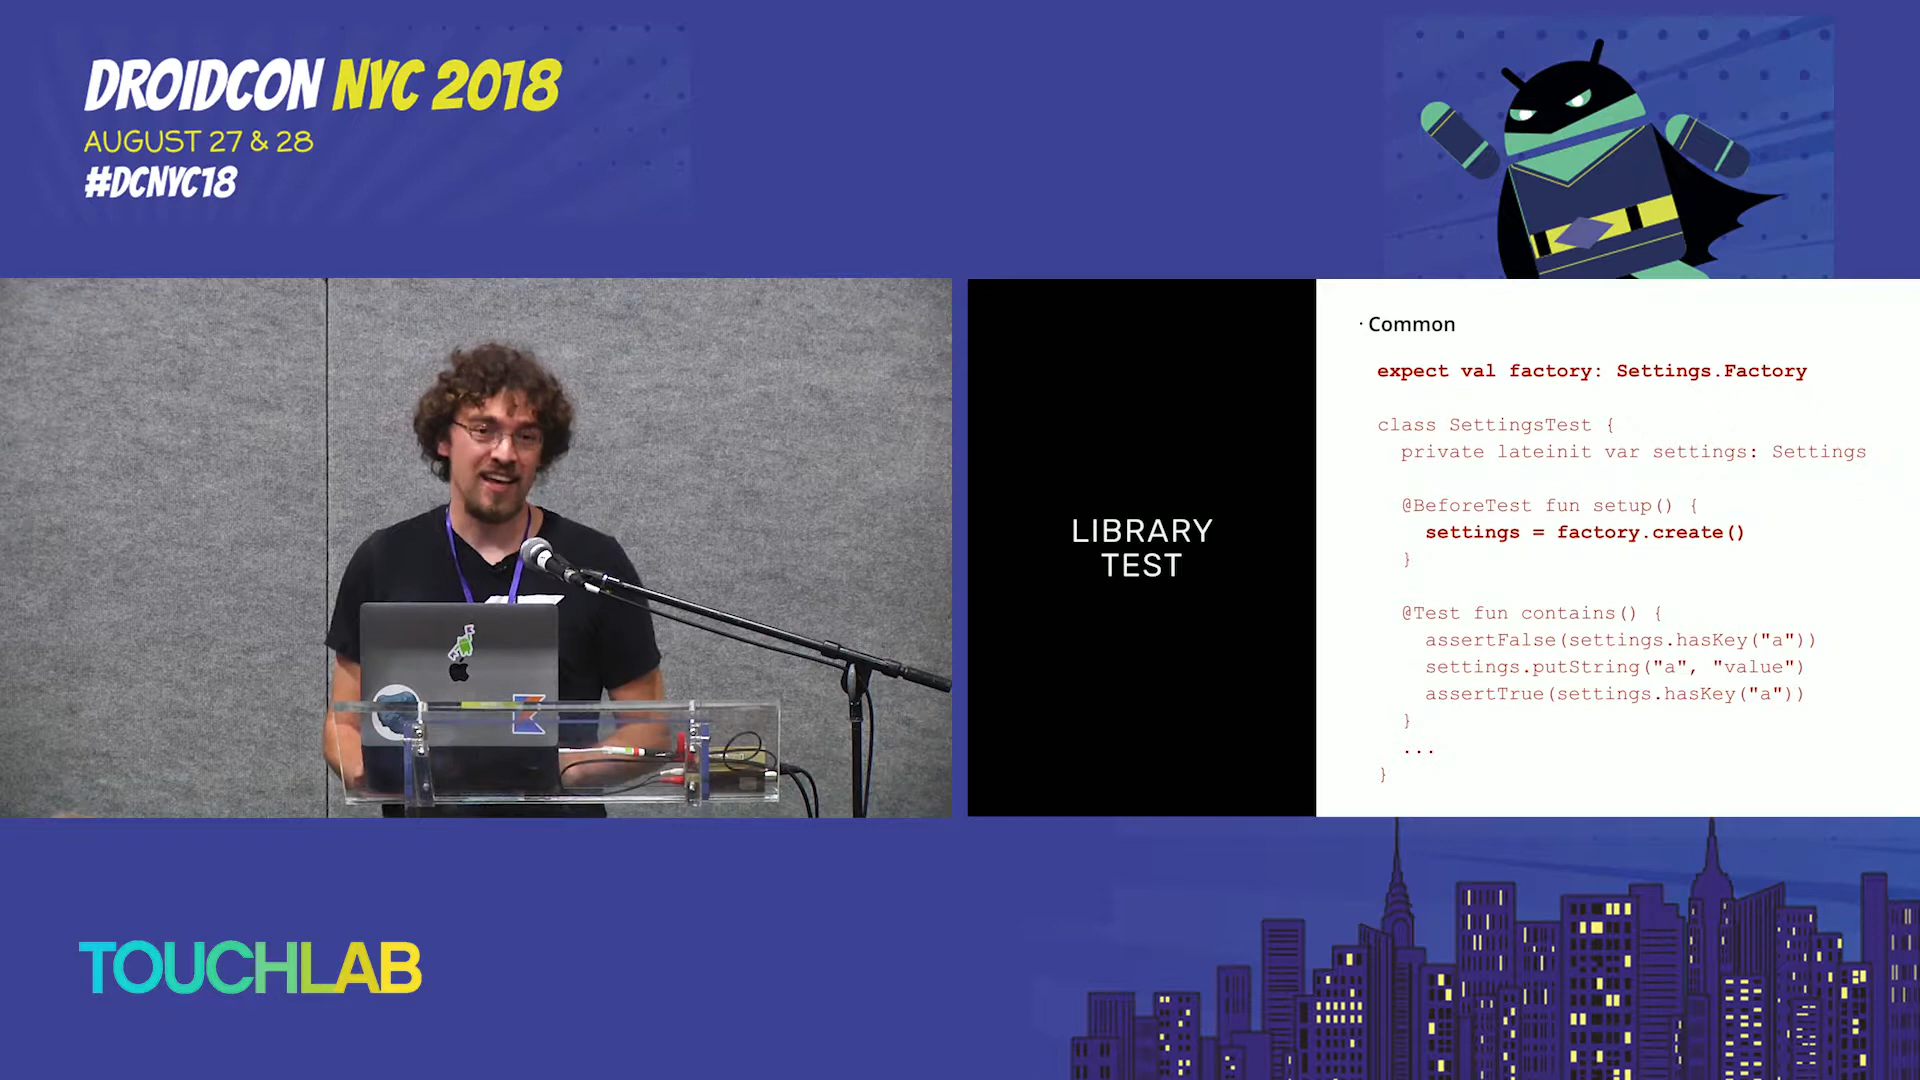 DROIDCON NYC 2018
AUGUST 27 & 28
#DCNYC18
LIBRARY
TEST
· Common
expect val factory: Settings.Factory
class SettingsTest {
private lateinit var settings: Settings
@BeforeTest fun setup() {
settings = factory.create()
}
@Test fun contains() {
assertFalse(settings.hasKey("a"))
settings.putString("a", "value")
assertTrue(settings.hasKey("a"))
}
...
}
TOUCHLAB